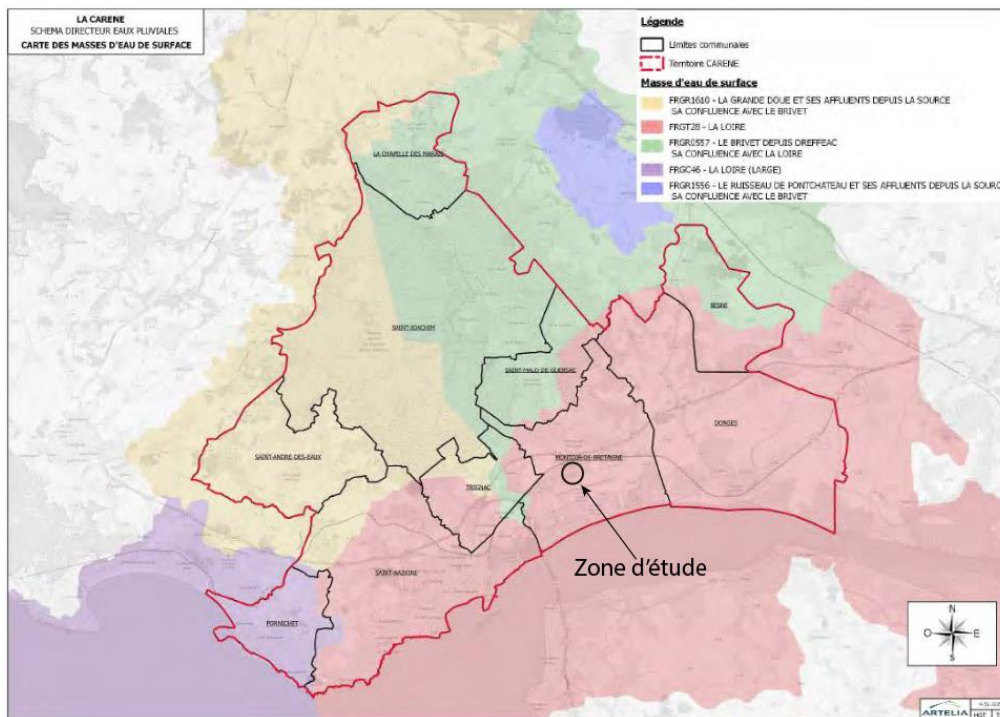 LA CARENE
SCHEMA DIRECTEUR EAUX PLUVIALES
CARTE DES MASSES D'EAU DE SURFACE
Légende
Limites communales
Territoire CARENE
Masse d'eau de surface
FRGR1610 - LA GRANDE DOUE ET SES AFFLUENTS DEPUIS LA SOURCE
SA CONFLUENCE AVEC LE BRIVET
FRGT28 - LA LOIRE
FRGR0557 - LE BRIVET DEPUIS DREFFEAC
SA CONFLUENCE AVEC LA LOIRE
FRGC46 - LA LOIRE (LARGE)
FRGR1556 - LE RUISSEAU DE PONTCHATEAU ET SES AFFLUENTS DEPUIS LA SOURC
SA CONFLUENCE AVEC LE BRIVET
LA CHAPELLE DES MARAIS
BESNE
SAINT-JOACHIM
SAINT-MALO-DE-GUERSAC
DONGES
SAINT-ANDRE-DES-EAUX
MONTOIR-DE-BRETAGNE
TRIGNAC
Zone d'étude
SAINT-NAZAIRE
PORNICHET
N
O
E
S
ARTELIA